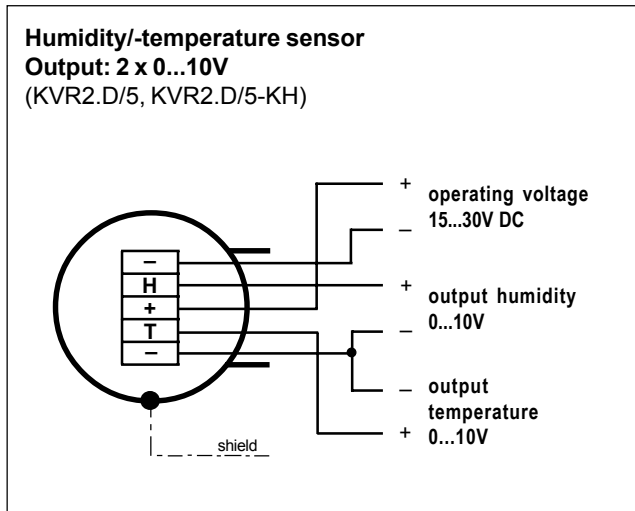 Humidity/-temperature sensor
Output: 2 x 0...10V
(KVR2.D/5, KVR2.D/5-KH)
+ operating voltage
– 15...30V DC
–
H
+
T
–
+ output humidity
– 0...10V
– output
temperature
+ 0...10V
shield